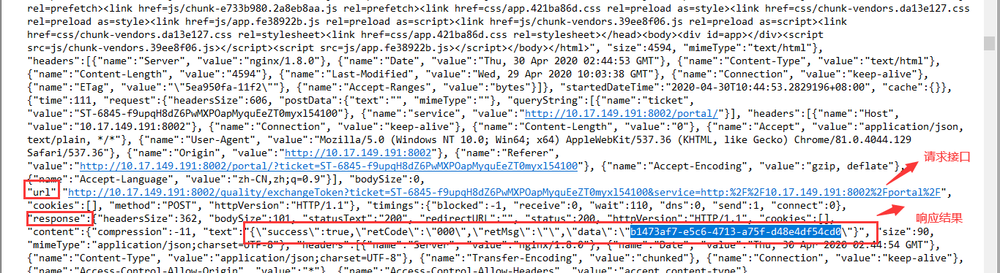 rel=prefetch><link href=js/chunk-e733b980.2a8eb8aa.js rel=prefetch><link href=css/app.421ba86d.css rel=preload as=style><link href=css/chunk-vendors.da13e127.css
rel=preload as=style><link href=js/app.fe38922b.js rel=preload as=script><link href=js/chunk-vendors.39ee8f06.js rel=preload as=script><link
href=css/chunk-vendors.da13e127.css rel=stylesheet><link href=css/app.421ba86d.css rel=stylesheet></head><body><div id=app></div><script
src=js/chunk-vendors.39ee8f06.js></script><script src=js/app.fe38922b.js></script></body></html>", "size":4594, "mimeType":"text/html"},
"headers":[{"name":"Server", "value":"nginx/1.8.0"}, {"name":"Date", "value":"Thu, 30 Apr 2020 02:44:53 GMT"}, {"name":"Content-Type", "value":"text/html"},
{"name":"Content-Length", "value":"4594"}, {"name":"Last-Modified", "value":"Wed, 29 Apr 2020 10:03:38 GMT"}, {"name":"Connection", "value":"keep-alive"},
{"name":"ETag", "value":"\"5ea950fa-11f2\""}, {"name":"Accept-Ranges", "value":"bytes"}]}, "startedDateTime":"2020-04-30T10:44:53.2829196+08:00", "cache":{}},
{"time":111, "request":{"headersSize":606, "postData":{"text":"", "mimeType":""}, "queryString":[{"name":"ticket",
"value":"ST-6845-f9upqH8dZ6PwMXPOapMyquEeZT0myxl54100"}, {"name":"service", "value":"http://10.17.149.191:8002/portal/"}], "headers":[{"name":"Host",
"value":"10.17.149.191:8002"}, {"name":"Connection", "value":"keep-alive"}, {"name":"Content-Length", "value":"0"}, {"name":"Accept", "value":"application/json,
text/plain, */*"}, {"name":"User-Agent", "value":"Mozilla/5.0 (Windows NT 10.0; Win64; x64) AppleWebKit/537.36 (KHTML, like Gecko) Chrome/81.0.4044.129
Safari/537.36"}, {"name":"Origin", "value":"http://10.17.149.191:8002"}, {"name":"Referer",
"value":"http://10.17.149.191:8002/portal/?ticket=ST-6845-f9upqH8dZ6PwMXPOapMyquEeZT0myxl54100"}, {"name":"Accept-Encoding", "value":"gzip, deflate"},
请求接口
{"name":"Accept-Language", "value":"zh-CN,zh;q=0.9"}], "bodySize":0,
"url" "http://10.17.149.191:8002/quality/exchangeToken?ticket=ST-6845-f9upqH8dZ6PwMXPOapMyquEeZT0myxl54100&service=http:%2F%2F10.17.149.191:8002%2Fportal%2F",
"cookies":[], "method":"POST", "httpVersion":"HTTP/1.1"}, "timings":{"blocked":-1, "receive":0, "wait":110, "dns":0, "send":1, "connect":0},
"response":{"headersSize":362, "bodySize":101, "statusText":"200", "redirectURL":"", "status":200, "httpVersion":"HTTP/1.1", "cookies":[],
响应结果
"content":{"compression":-11, "text":"{\"success\":true,\"retCode\":\"000\",\"retMsg\":\"\",\"data\":\"b1473af7-e5c6-4713-a75f-d48e4df54cd0\"}", "size":90,
"mimeType":"application/json;charset=UTF-8"}, "headers":[{"name":"Server", "value":"nginx/1.8.0"}, {"name":"Date", "value":"Thu, 30 Apr 2020 02:44:54 GMT"},
{"name":"Content-Type", "value":"application/json;charset=UTF-8"}, {"name":"Transfer-Encoding", "value":"chunked"}, {"name":"Connection", "value":"keep-alive"},
{"name":"Access-Control-Allow-Origin", "value":"*"}, {"name":"Access-Control-Allow-Headers", "value":"accept,content-type"}